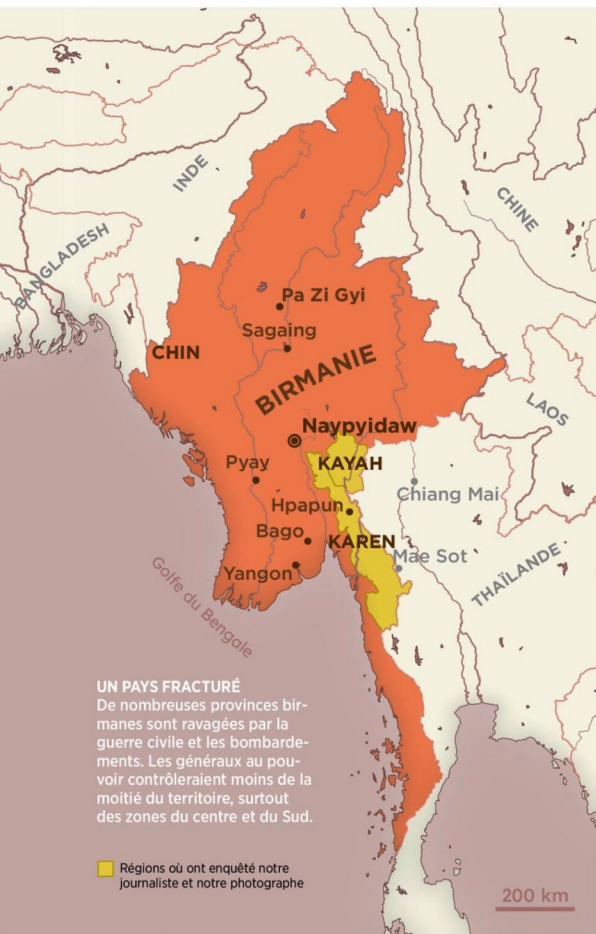 INDE
CHINE
BANGLADESH
Pa Zi Gyi
Sagaing
CHIN
BIRMANIE
LAOS
Naypyidaw
Pyay
KAYAH
Chiang Mai
Hpapun
Bago
KAREN
Mae Sot
Yangon
THAÏLANDE
Golfe du Bengale
UN PAYS FRACTURÉ
De nombreuses provinces bir-
manes sont ravagées par la
guerre civile et les bombarde-
ments. Les généraux au pou-
voir contrôleraient moins de la
moitié du territoire, surtout
des zones du centre et du Sud.
Régions où ont enquêté notre
journaliste et notre photographe
200 km